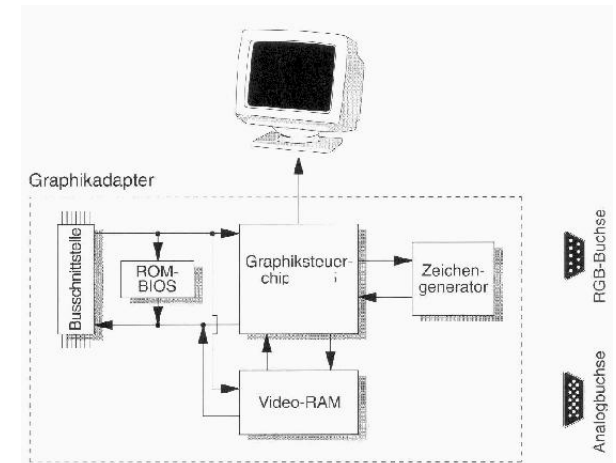 Graphikadapter
Busschnittstelle
ROM-
BIOS
Graphiksteuer-
chip
Zeichen-
generator
Video-RAM
RGB-Buchse
Analogbuchse